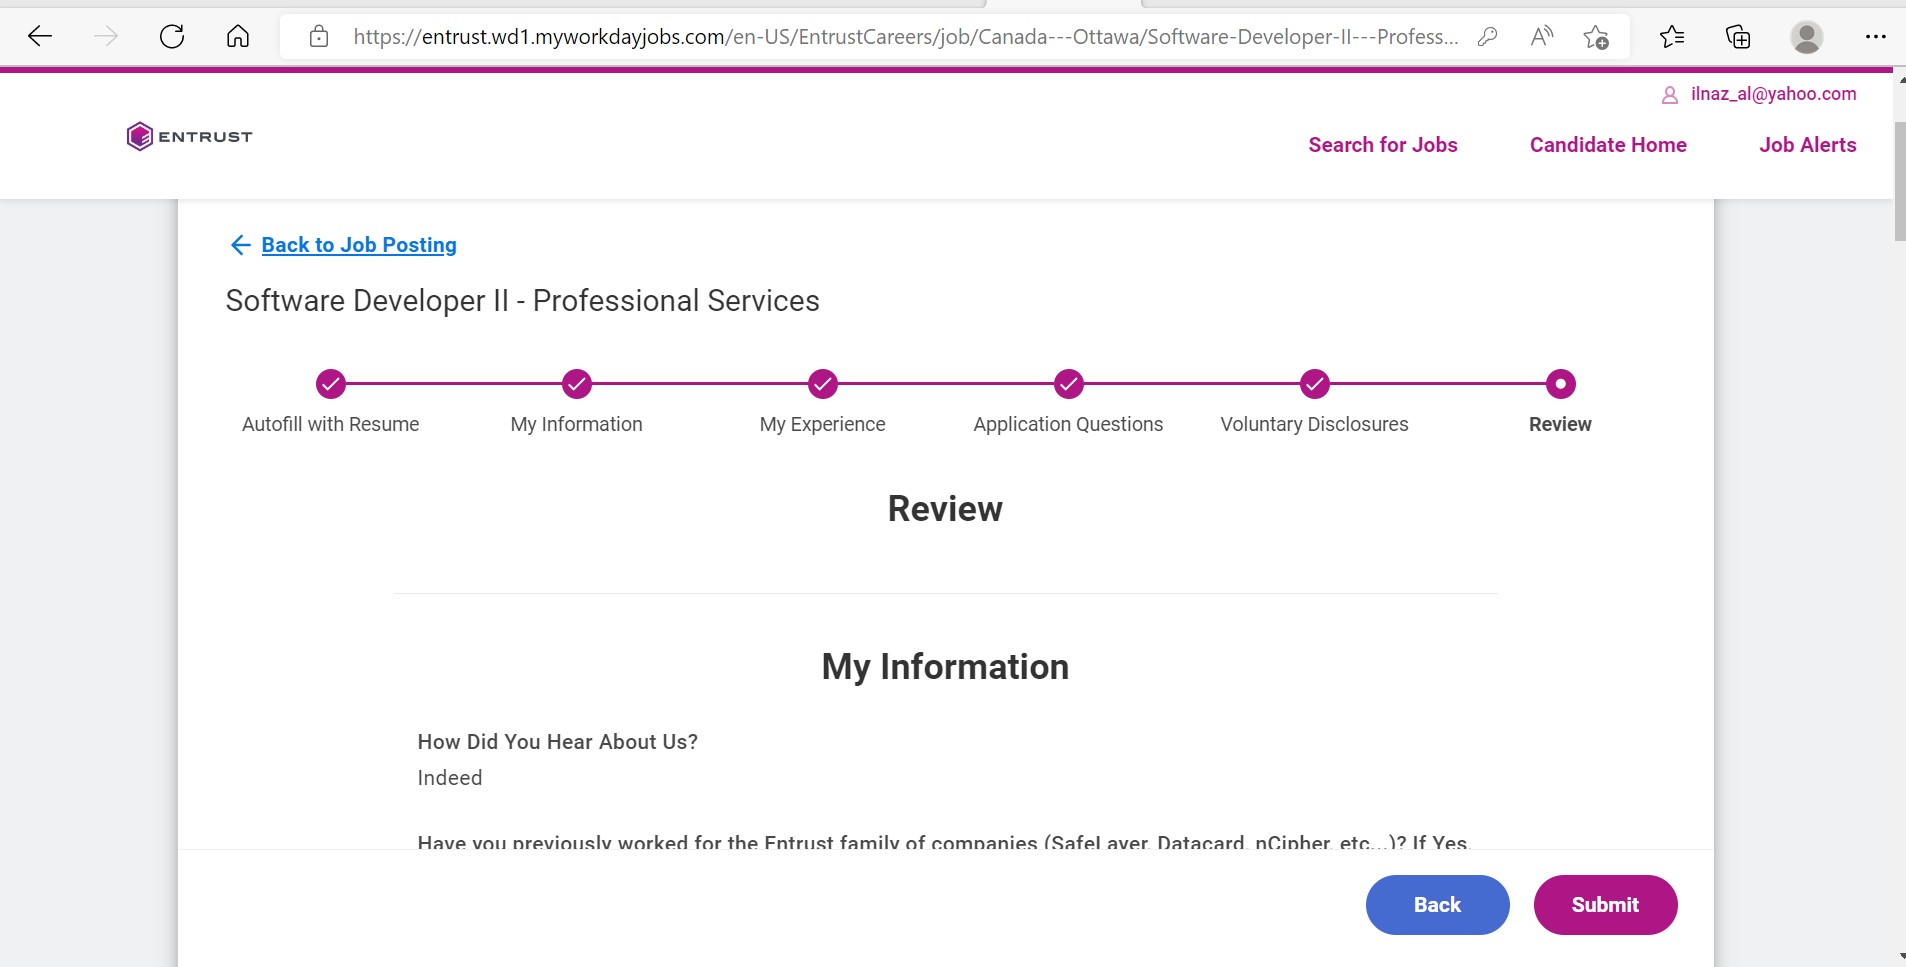 https://entrust.wd1.myworkdayjobs.com/en-US/EntrustCareers/job/Canada---Ottawa/Software-Developer-II---Profess...
ilnaz_al@yahoo.com
ENTRUST
Search for Jobs
Candidate Home
Job Alerts
Back to Job Posting
Software Developer II - Professional Services
Autofill with Resume
My Information
My Experience
Application Questions
Voluntary Disclosures
Review
Review
My Information
How Did You Hear About Us?
Indeed
Have you previously worked for the Entrust family of companies (SafeLayer, Datacard, nCipher, etc...)? If Yes,
Back
Submit